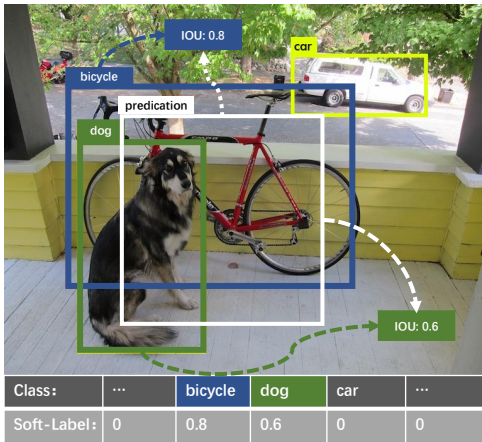 IOU: 0.8
car
bicycle
predication
dog
IOU: 0.6
Class: ... bicycle dog car ...
Soft-Label: 0 0.8 0.6 0 0